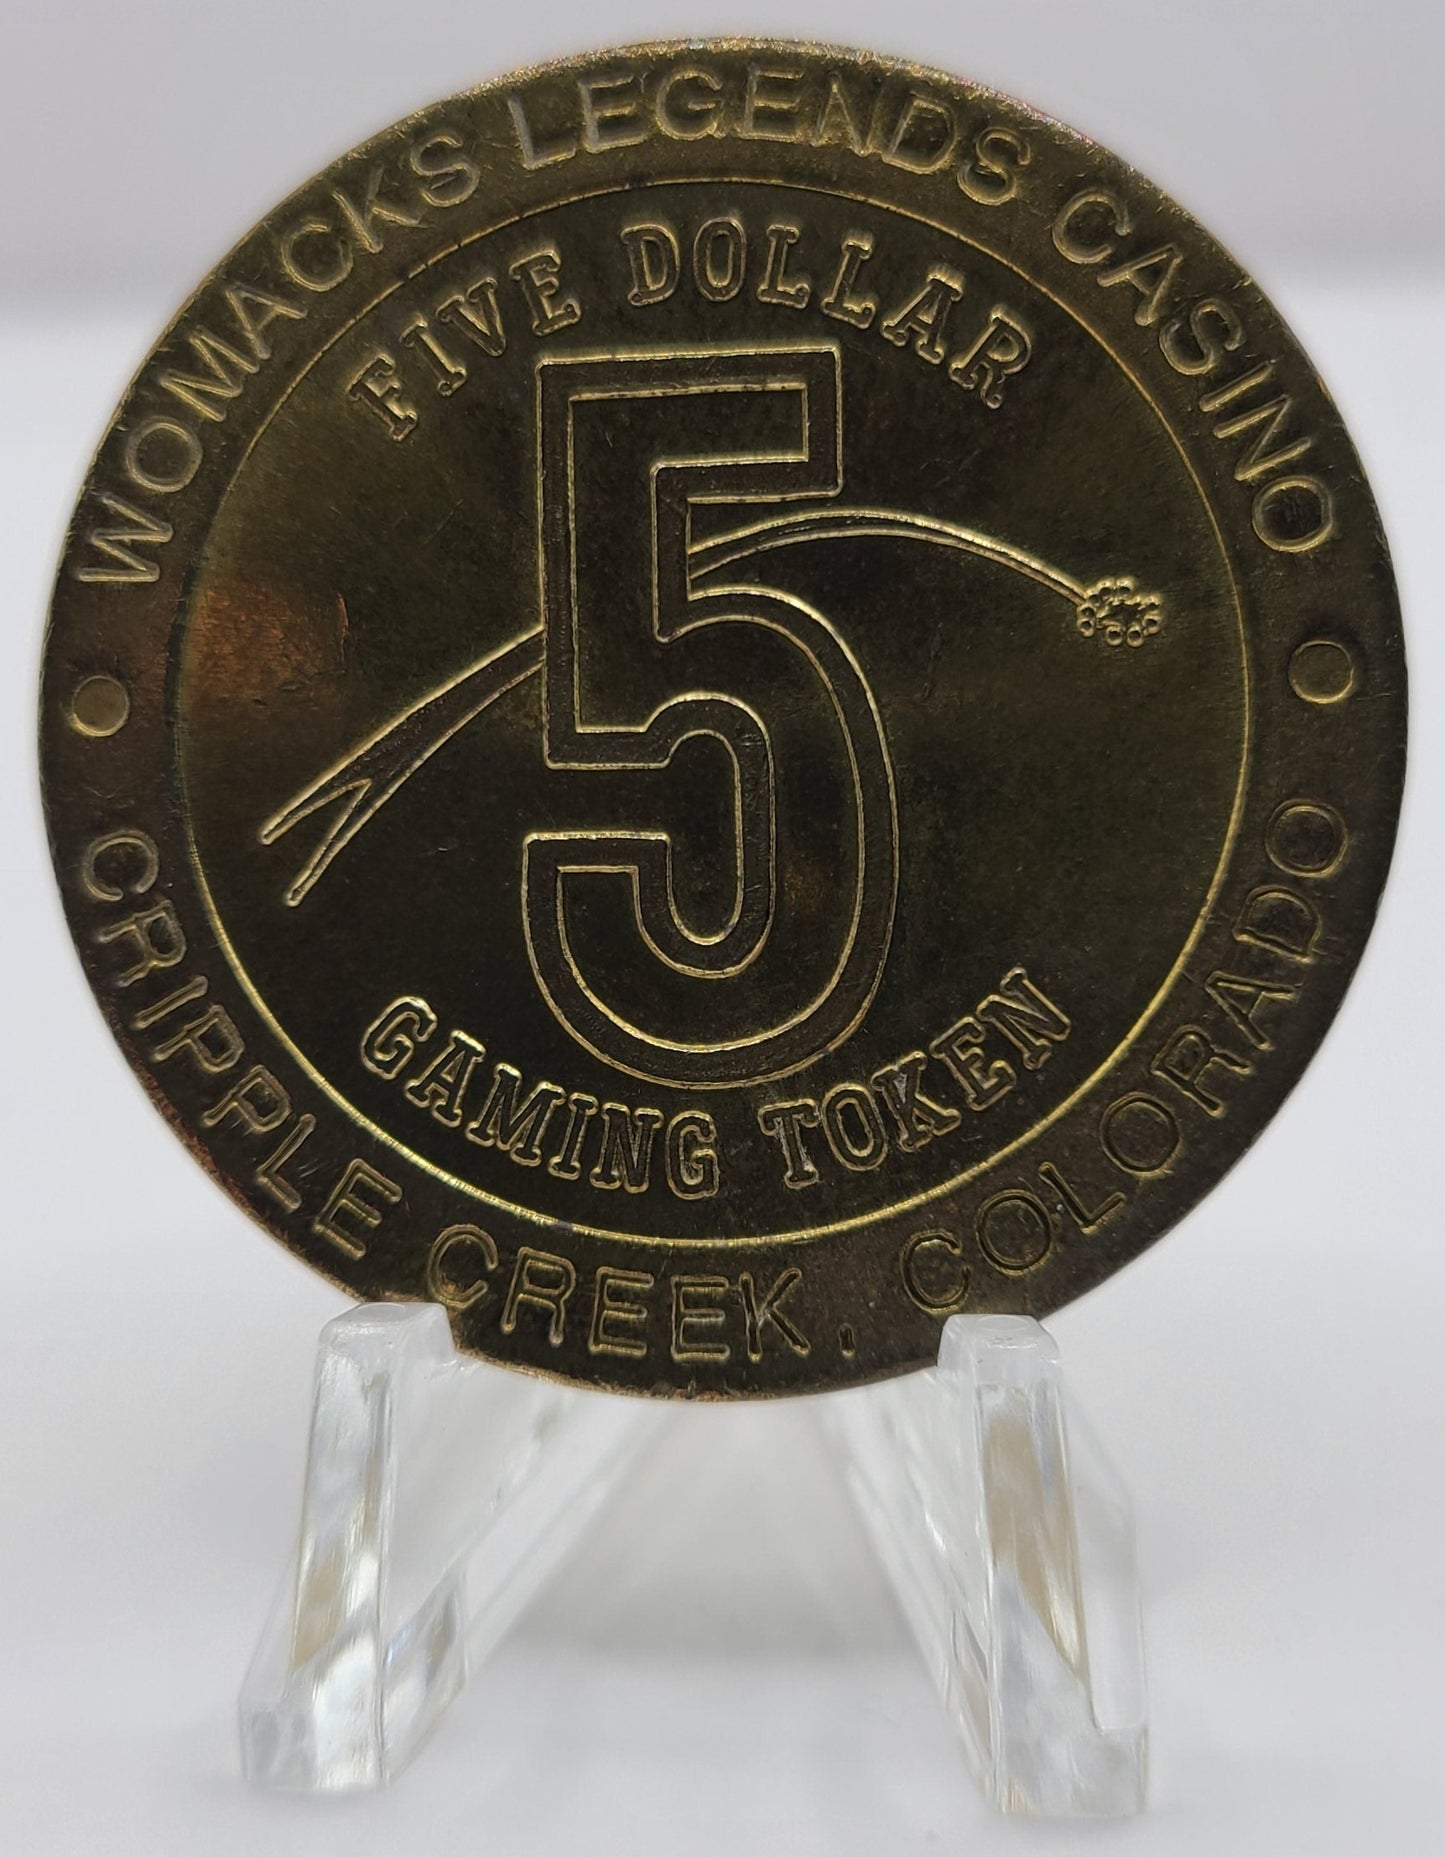 WOMACKS LEGENDS CASINO
FIVE DOLLAR
5
GAMING TOKEN
CRIPPLE CREEK, COLORADO